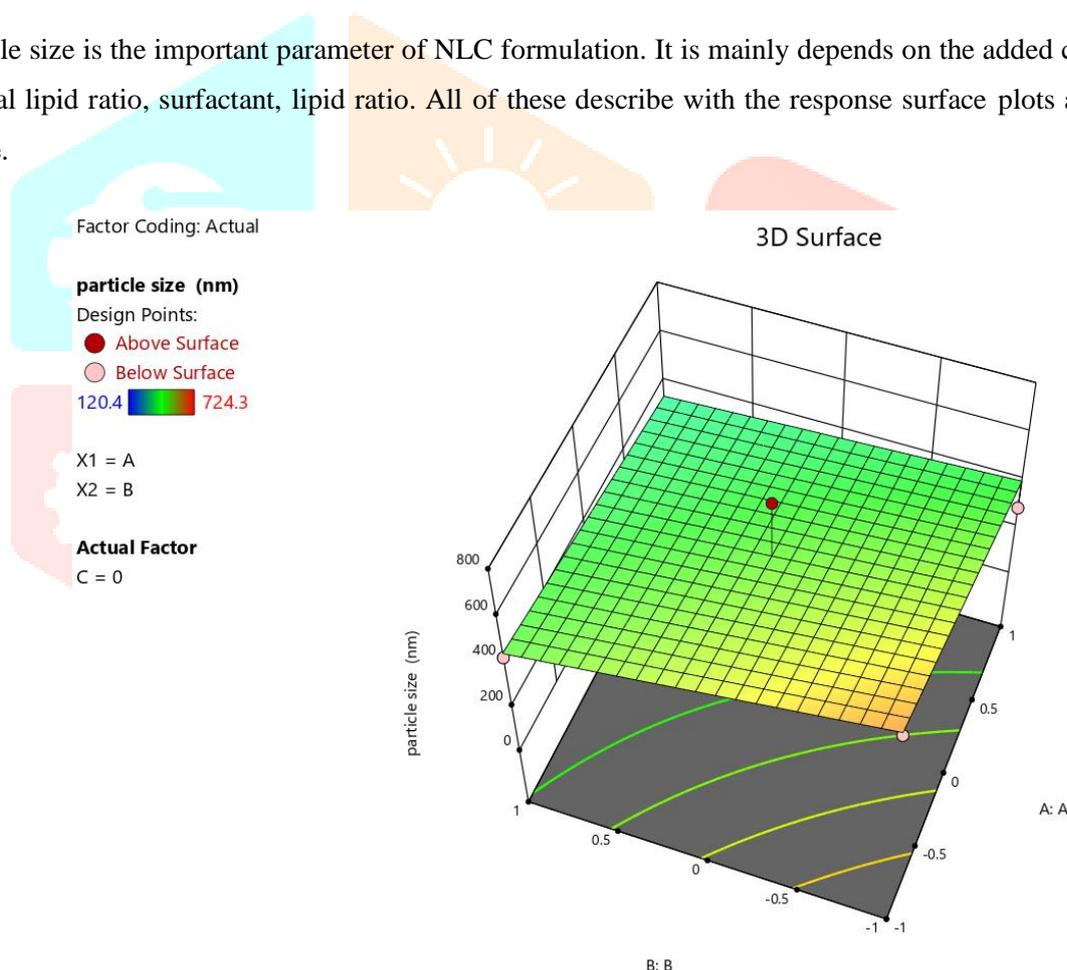 le size is the important parameter of NLC formulation. It is mainly depends on the added
al lipid ratio, surfactant, lipid ratio. All of these describe with the response surface plots
Factor Coding: Actual
3D Surface
particle size (nm)
Design Points:
Above Surface
Below Surface
120.4 724.3
X1 = A
X2 = B
Actual Factor
C = 0
particle size (nm)
800
600
400
200
0
1
0.5
0
-0.5
-1
B: B
-1
-0.5
0
0.5
1
A: A